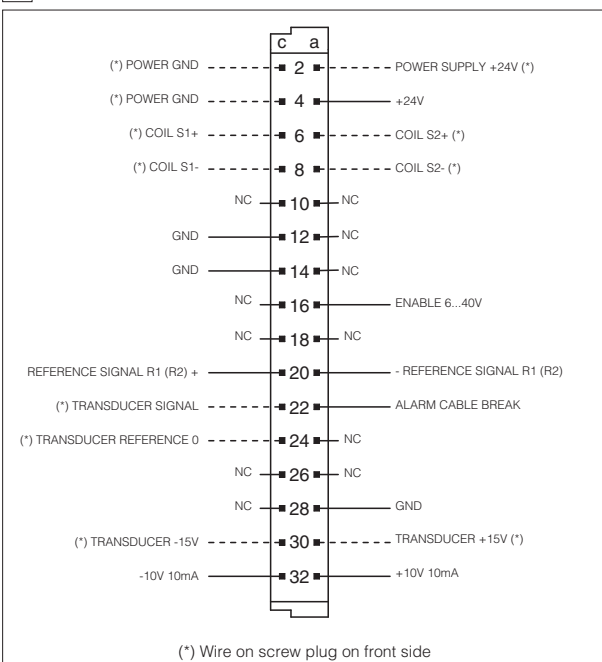 c a
(*) POWER GND 2 POWER SUPPLY +24V (*)
(*) POWER GND 4 +24V
(*) COIL S1+ 6 COIL S2+ (*)
(*) COIL S1- 8 COIL S2- (*)
NC 10 NC
GND 12 NC
GND 14 NC
NC 16 ENABLE 6...40V
NC 18 NC
REFERENCE SIGNAL R1 (R2) + 20 - REFERENCE SIGNAL R1 (R2)
(*) TRANSDUCER SIGNAL 22 ALARM CABLE BREAK
(*) TRANSDUCER REFERENCE 0 24 NC
NC 26 NC
NC 28 GND
(*) TRANSDUCER -15V 30 TRANSDUCER +15V (*)
-10V 10mA 32 +10V 10mA
(*) Wire on screw plug on front side